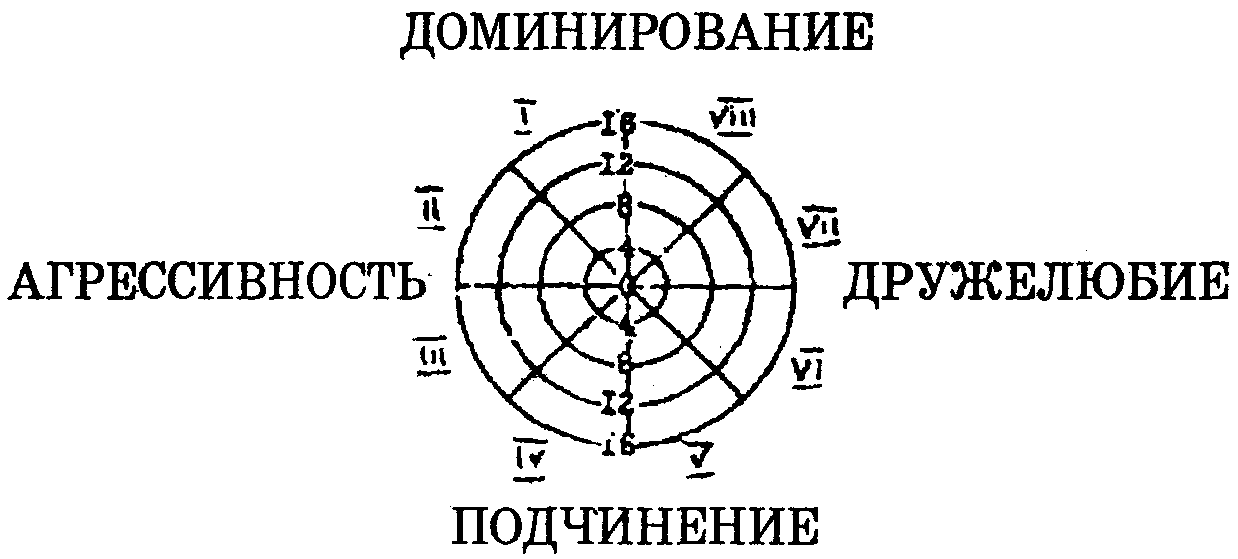 ДОМИНИРОВАНИЕ
I 16 VIII
12
II 8 VII
4
АГРЕССИВНОСТЬ 0 ДРУЖЕЛЮБИЕ
4
III 8 VI
12
IV 16 V
ПОДЧИНЕНИЕ